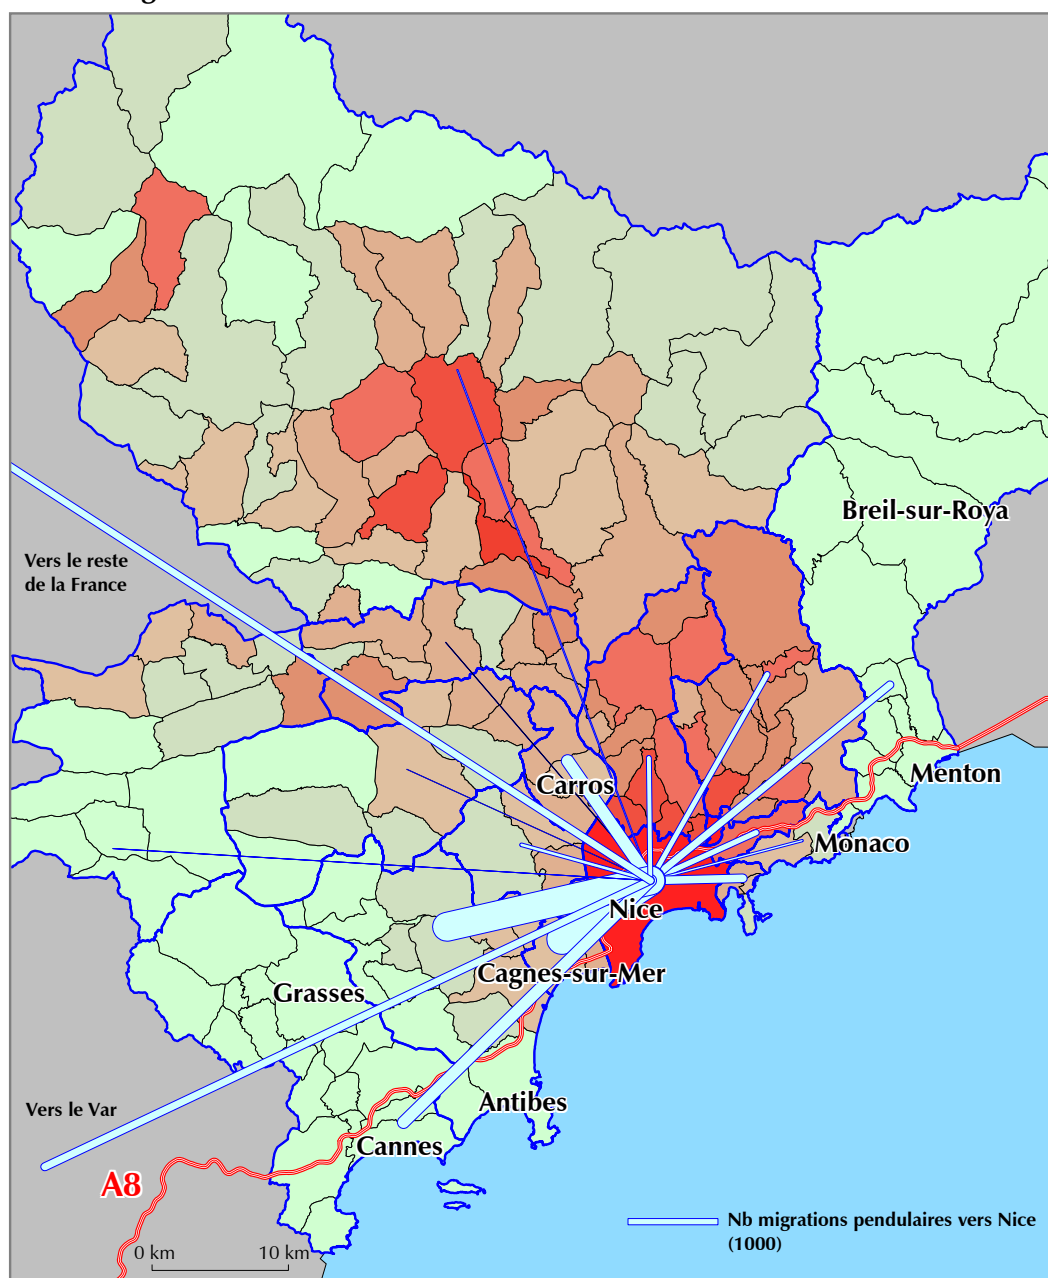 Breil-sur-Roya
Vers le reste
de la France
Carros
Menton
Monaco
Nice
Cagnes-sur-Mer
Grasses
Vers le Var
Antibes
Cannes
A8
Nb migrations pendulaires vers Nice
(1000)
0 km
10 km